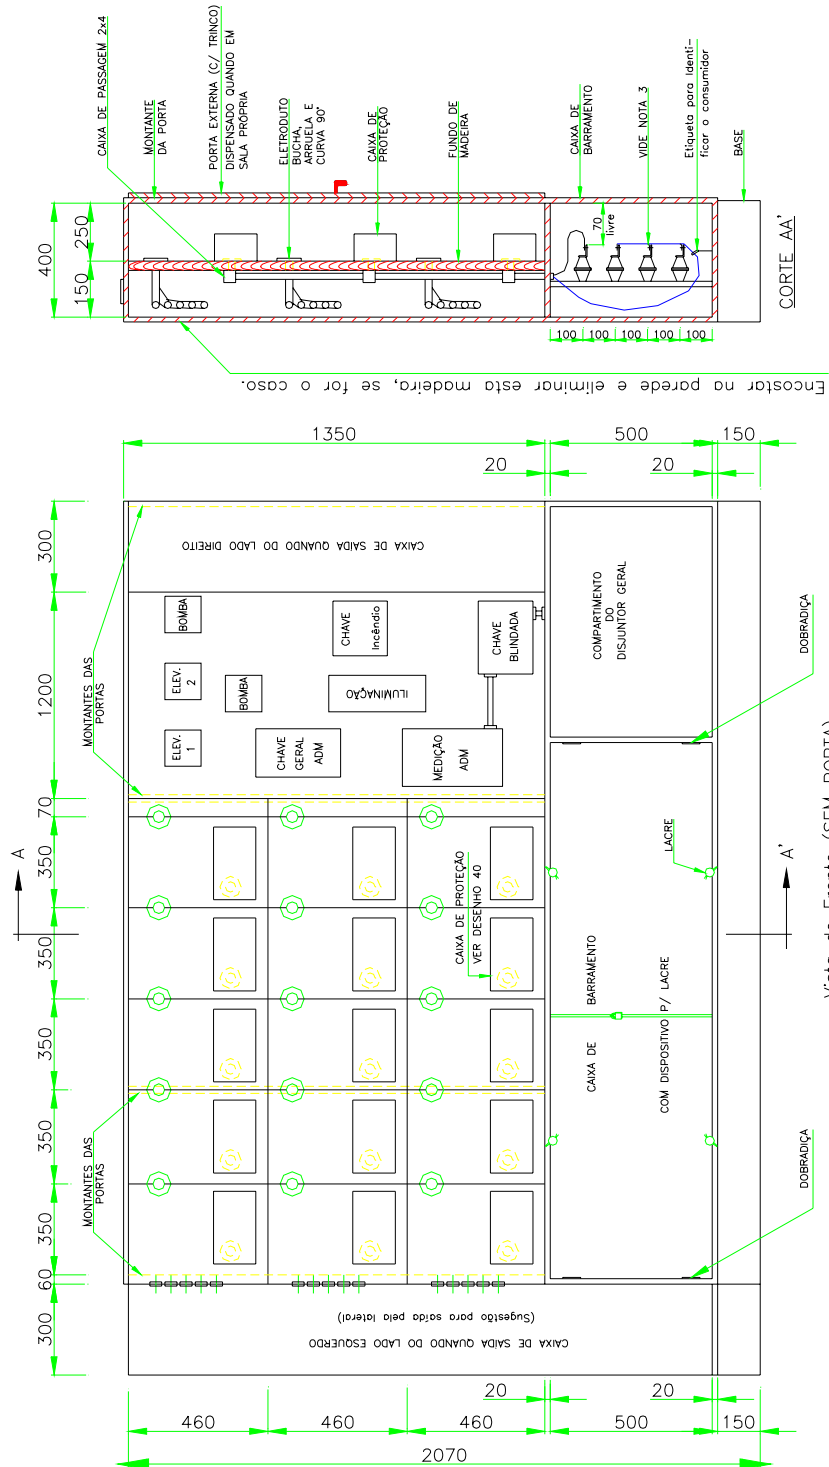 CAIXA DE PASSAGEM 2x4
MONTANTE
DA PORTA
PORTA EXTERNA (C/ TRINCO)
DISPENSADO QUANDO EM
SALA PRÓPRIA
ELETRODUTO
BUCHA,
ARRUELA E
CURVA 90°
CAIXA DE
PROTEÇÃO
FUNDO DE
MADEIRA
CAIXA DE
BARRAMENTO
VIDE NOTA 3
Etiqueta para Identi-
ficar o consumidor
BASE
400
250
150
70
livre
100
100
100
100
100
CORTE AA'
Encostar na parede e eliminar esta madeira, se for o caso.
1350
500
150
20
20
300
1200
70
350
350
350
350
350
60
300
CAIXA DE SAÍDA QUANDO DO LADO DIREITO
MONTANTES DAS
PORTAS
BOMBA
ELEV.
2
ELEV.
1
BOMBA
CHAVE
Incêndio
ILUMINAÇÃO
CHAVE
GERAL
ADM
CHAVE
BLINDADA
MEDIÇÃO
ADM
COMPARTIMENTO
DO
DISJUNTOR GERAL
DOBRADIÇA
A
A'
LACRE
CAIXA DE PROTEÇÃO
VER DESENHO 40
CAIXA DE BARRAMENTO
COM DISPOSITIVO P/ LACRE
MONTANTES DAS
PORTAS
DOBRADIÇA
CAIXA DE SAÍDA QUANDO DO LADO ESQUERDO
(Sugestão para saída pela lateral)
20
20
460
460
460
500
150
2070
Vista de Frente (SEM PORTA)